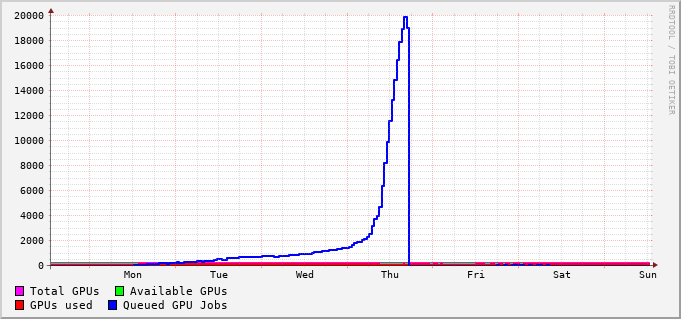 20000
18000
16000
14000
12000
10000
8000
6000
4000
2000
0
Mon Tue Wed Thu Fri Sat Sun
Total GPUs Available GPUs
GPUs used Queued GPU Jobs
RRDTOOL / TOBI OETIKER